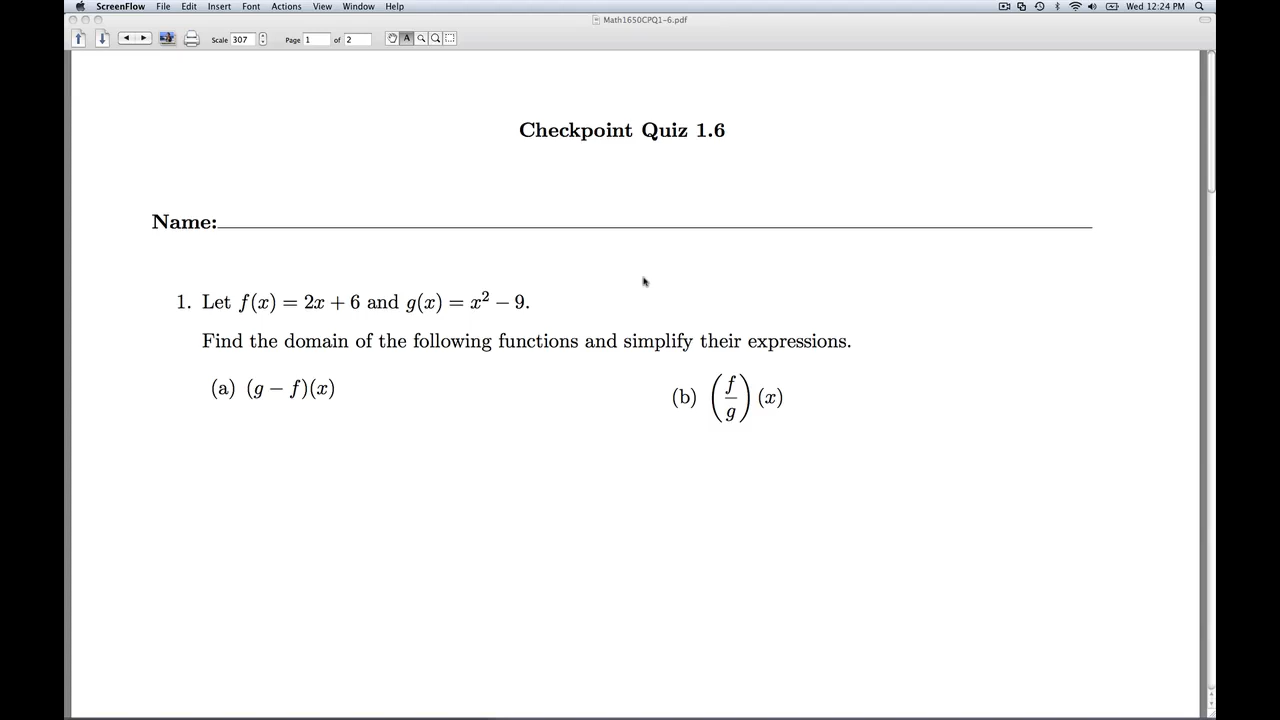 ScreenFlow File Edit Insert Font Actions View Window Help Wed 12:24 PM
Math1650CPQ1-6.pdf
Scale 307 Page 1 of 2 A
Checkpoint Quiz 1.6
Name:
1. Let f(x) = 2x + 6 and g(x) = x² − 9.
Find the domain of the following functions and simplify their expressions.
(a) (g − f)(x) (b) (f/g)(x)